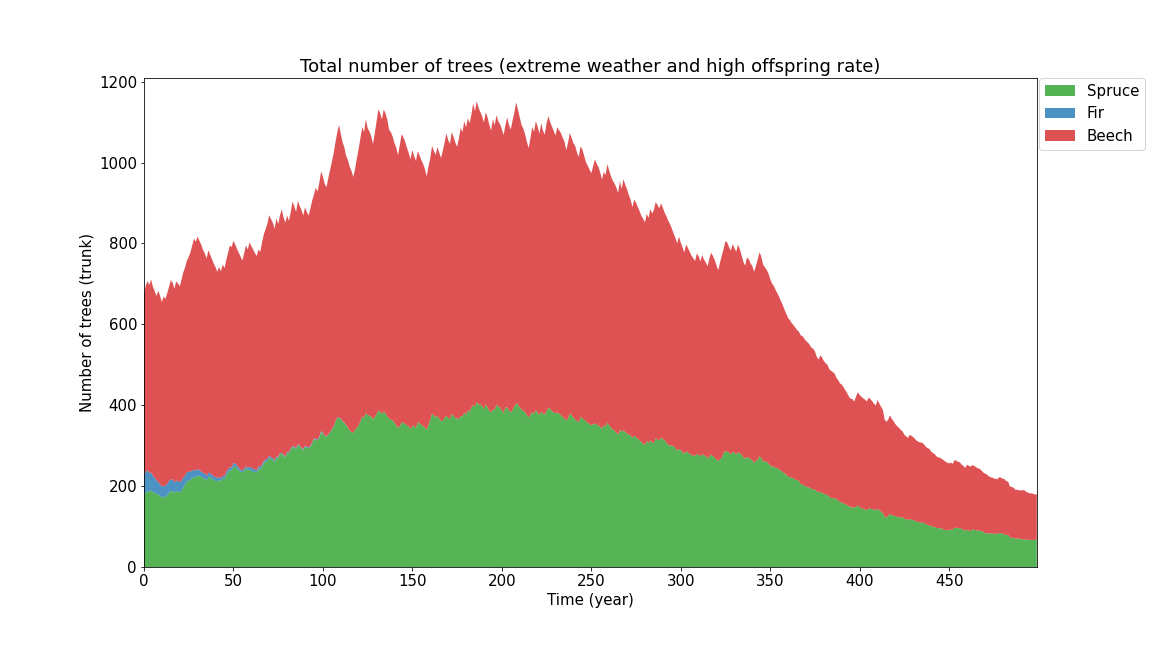 Total number of trees (extreme weather and high offspring rate)
Spruce
Fir
Beech
Number of trees (trunk)
1200
1000
800
600
400
200
0
0 50 100 150 200 250 300 350 400 450
Time (year)